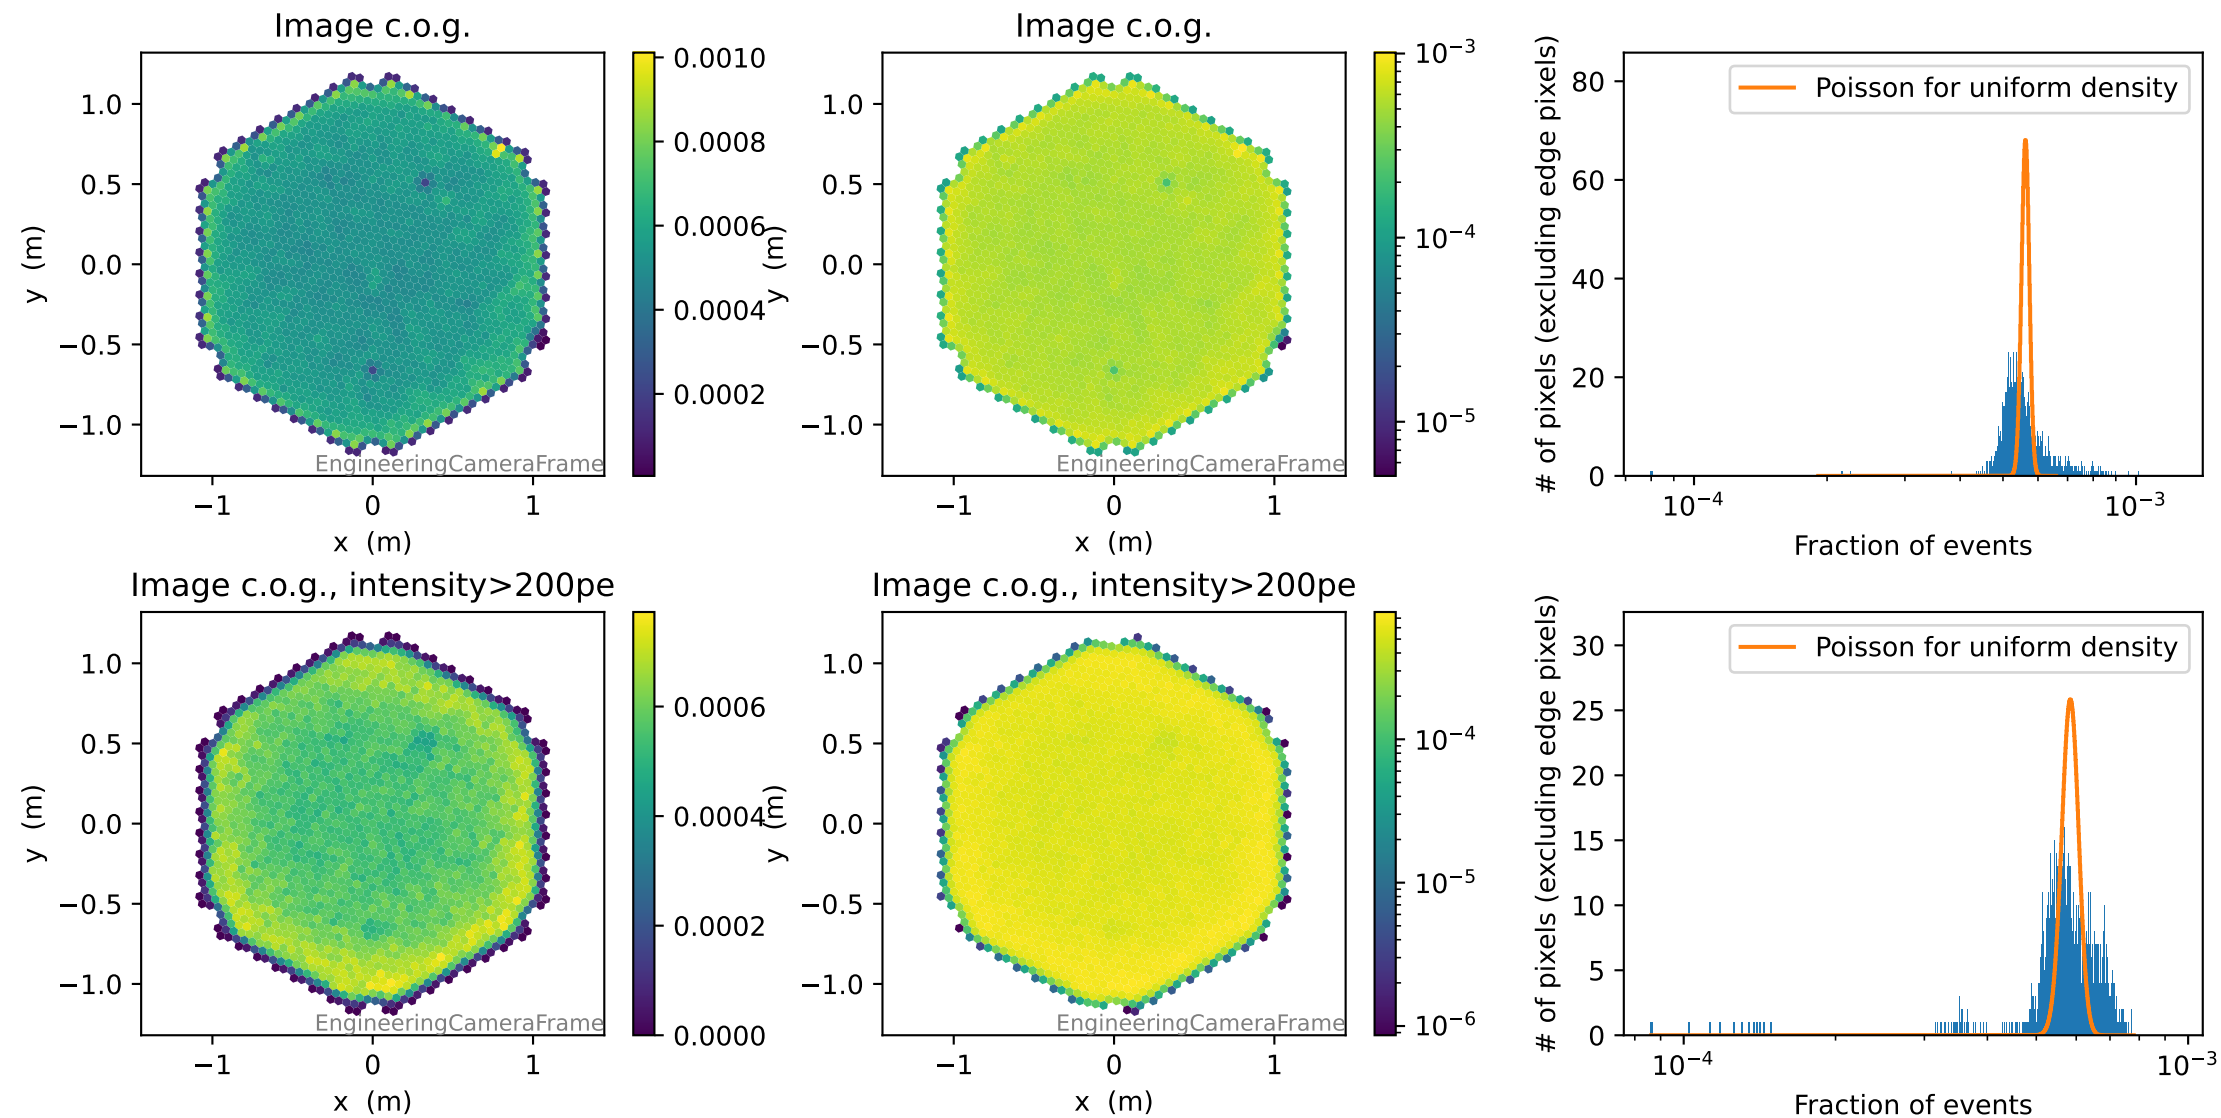 Image c.o.g.
y (m)
1.0
0.5
0.0
−0.5
−1.0
−1
0
1
x (m)
EngineeringCameraFrame
0.0010
0.0008
0.0006
0.0004
0.0002
Image c.o.g.
y (m)
1.0
0.5
0.0
−0.5
−1.0
−1
0
1
x (m)
EngineeringCameraFrame
10⁻³
10⁻⁴
10⁻⁵
# of pixels (excluding edge pixels)
80
60
40
20
0
Poisson for uniform density
10⁻⁴
10⁻³
Fraction of events
Image c.o.g., intensity>200pe
y (m)
1.0
0.5
0.0
−0.5
−1.0
−1
0
1
x (m)
EngineeringCameraFrame
0.0006
0.0004
0.0002
0.0000
Image c.o.g., intensity>200pe
y (m)
1.0
0.5
0.0
−0.5
−1.0
−1
0
1
x (m)
EngineeringCameraFrame
10⁻⁴
10⁻⁵
10⁻⁶
# of pixels (excluding edge pixels)
30
25
20
15
10
5
0
Poisson for uniform density
10⁻⁴
10⁻³
Fraction of events